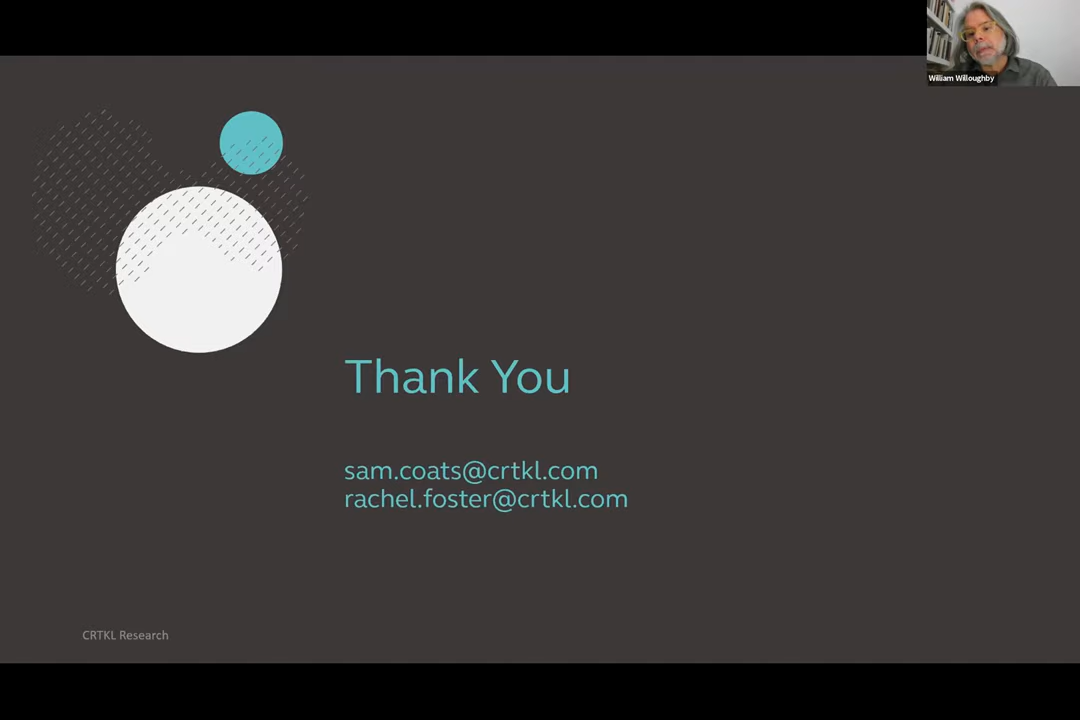 William Willoughby
Thank You
sam.coats@crtkl.com
rachel.foster@crtkl.com
CRTKL Research